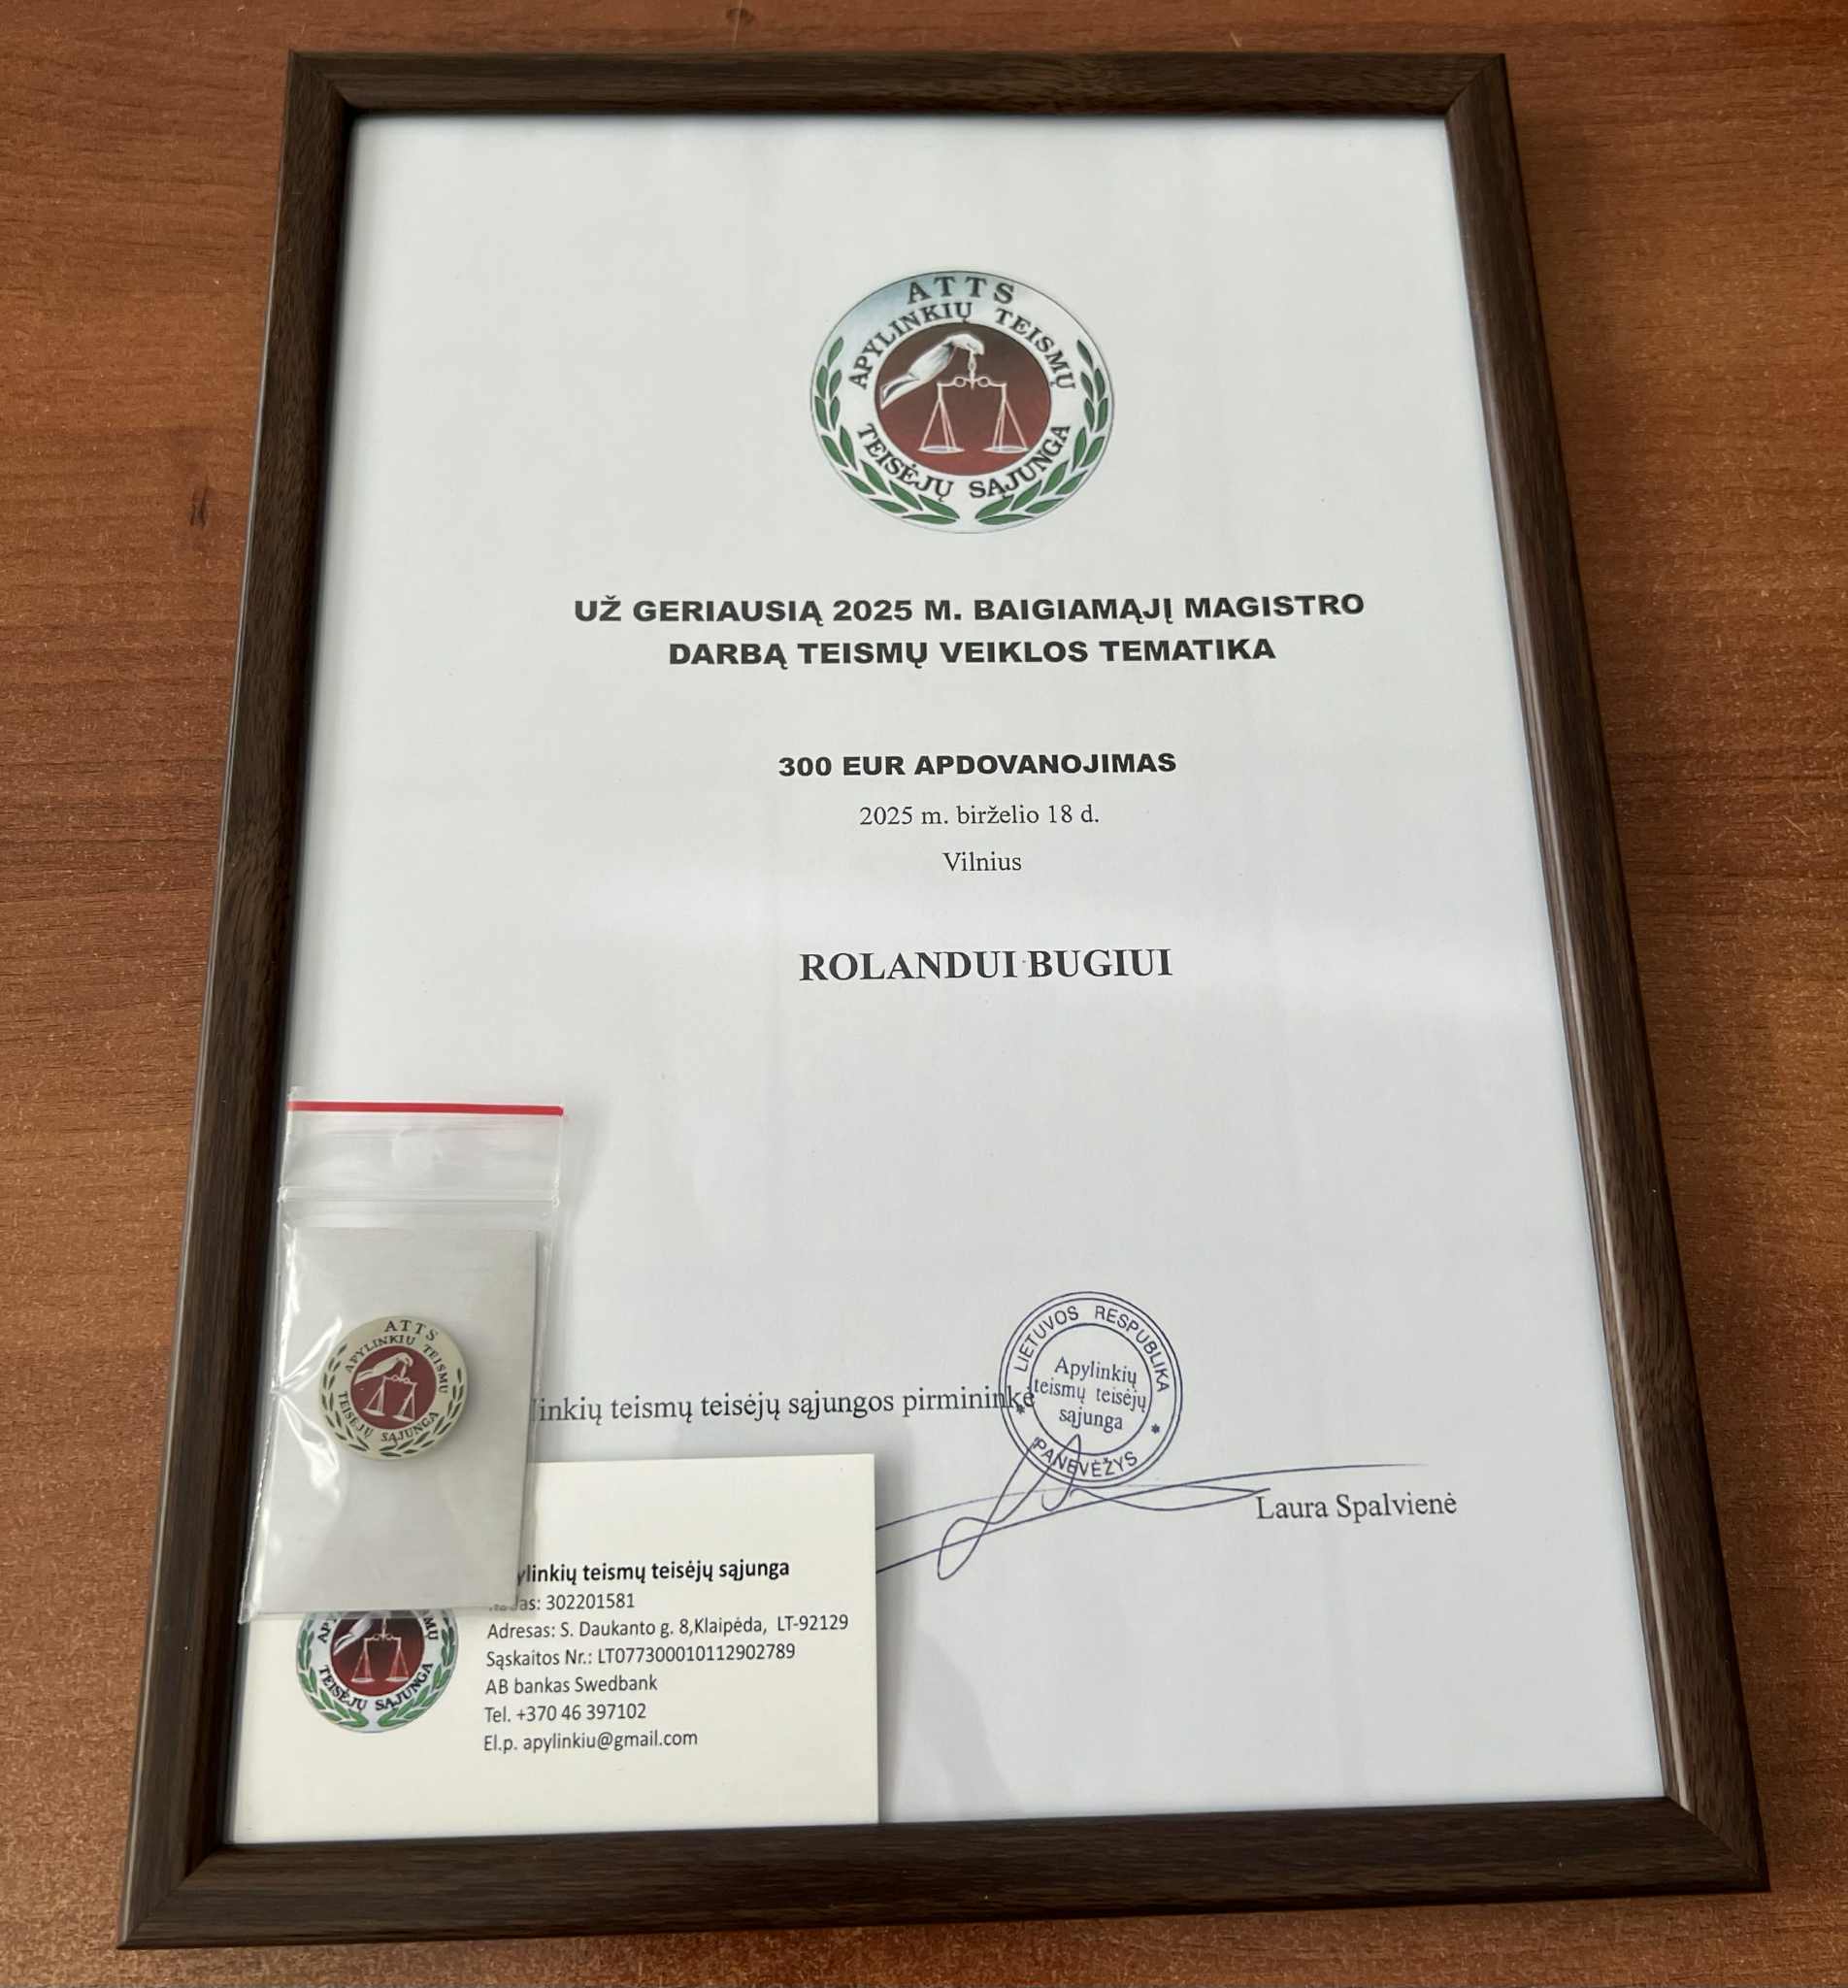 ATTS
APYLINKIŲ TEISMŲ
TEISĖJŲ SĄJUNGA
UŽ GERIAUSIĄ 2025 M. BAIGIAMĄJĮ MAGISTRO
DARBĄ TEISMŲ VEIKLOS TEMATIKA
300 EUR APDOVANOJIMAS
2025 m. birželio 18 d.
Vilnius
ROLANDUI BUGIUI
teismų teisėjų sąjungos pirmininkė
LIETUVOS RESPUBLIKA
Apylinkių
teismų teisėjų
sąjunga
* PANEVĖŽYS *
Laura Spalvienė
ATTS
APYLINKIŲ TEISMŲ
TEISĖJŲ SĄJUNGA
teismų teisėjų sąjunga
302201581
Adresas: S. Daukanto g. 8,Klaipėda, LT-92129
Sąskaitos Nr.: LT077300010112902789
AB bankas Swedbank
Tel. +370 46 397102
El.p. apylinkiu@gmail.com
TEISĖJŲ SĄJUNGA